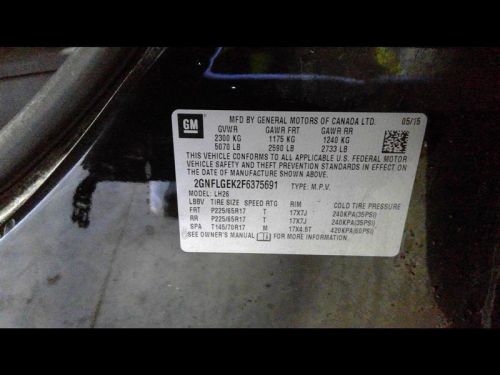 GM
MFD BY GENERAL MOTORS OF CANADA LTD. 05/15
GVWR GAWR FRT GAWR RR
2300 KG 1175 KG 1240 KG
5070 LB 2590 LB 2733 LB
THIS VEHICLE CONFORMS TO ALL APPLICABLE U.S. FEDERAL MOTOR
VEHICLE SAFETY AND THEFT PREVENTION STANDARDS IN EFFECT ON
THE DATE OF MANUFACTURE SHOWN ABOVE.
2GNFLGEK2F6375691 TYPE: M.P.V.
MODEL: LH26
LBBV TIRE SIZE SPEED RTG RIM COLD TIRE PRESSURE
FRT P225/65R17 T 17X7J 240KPA(35PSI)
RR P225/65R17 T 17X7J 240KPA(35PSI)
SPA T145/70R17 M 17X4.5T 420KPA(60PSI)
SEE OWNER'S MANUAL FOR MORE INFORMATION.